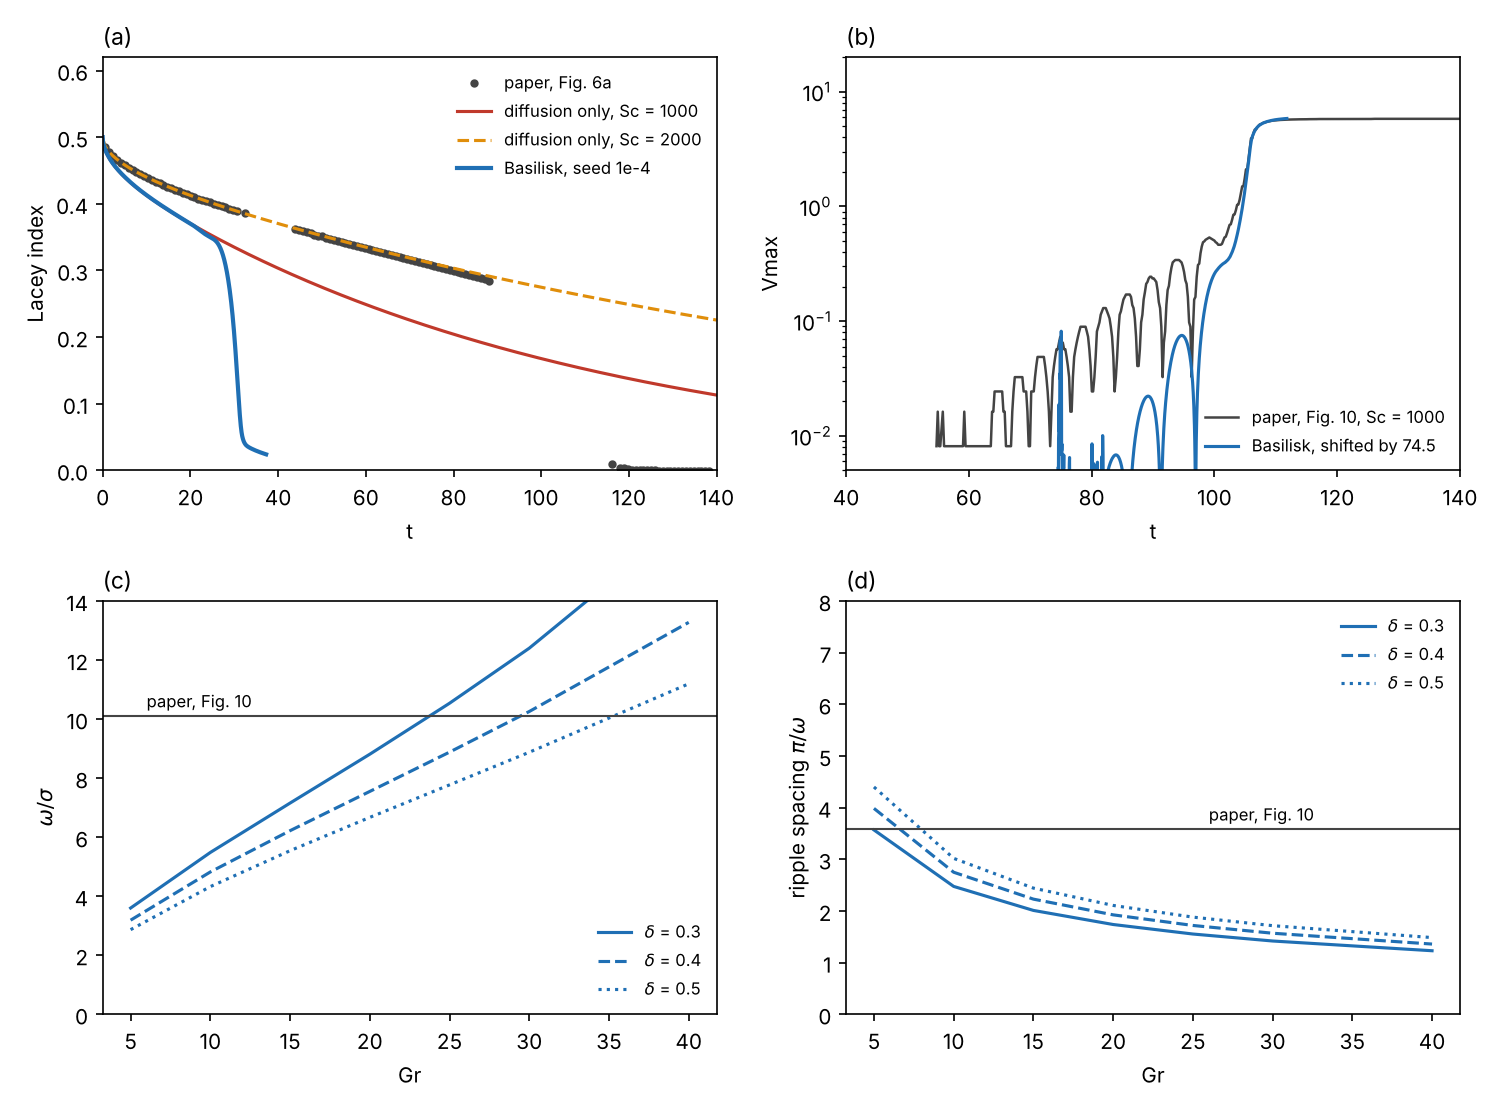 (a)
0.6
0.5
0.4
0.3
0.2
0.1
0.0
Lacey index
0 20 40 60 80 100 120 140
t
paper, Fig. 6a
diffusion only, Sc = 1000
diffusion only, Sc = 2000
Basilisk, seed 1e-4
(b)
10¹
10⁰
10⁻¹
10⁻²
Vmax
40 60 80 100 120 140
t
paper, Fig. 10, Sc = 1000
Basilisk, shifted by 74.5
(c)
14
12
10
8
6
4
2
0
ω/σ
5 10 15 20 25 30 35 40
Gr
paper, Fig. 10
δ = 0.3
δ = 0.4
δ = 0.5
(d)
8
7
6
5
4
3
2
1
0
ripple spacing π/ω
5 10 15 20 25 30 35 40
Gr
δ = 0.3
δ = 0.4
δ = 0.5
paper, Fig. 10